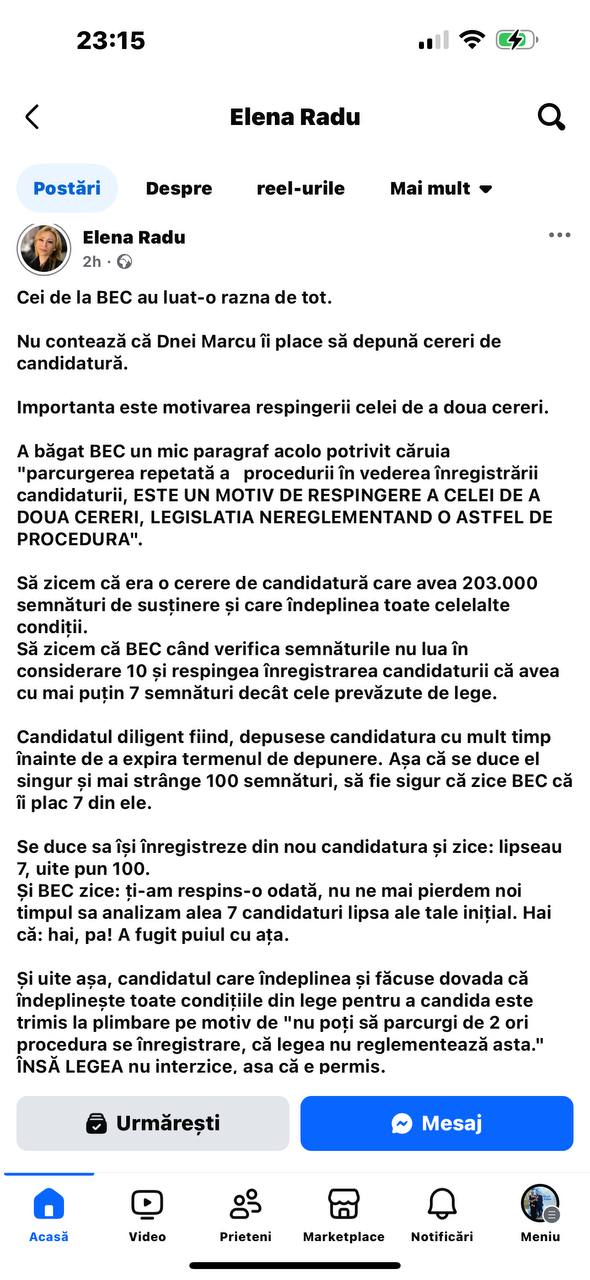 23:15
Elena Radu
Postări Despre reel-urile Mai mult
Elena Radu
2h ·
Cei de la BEC au luat-o razna de tot.
Nu contează că Dnei Marcu îi place să depună cereri de
candidatură.
Importanta este motivarea respingerii celei de a doua cereri.
A băgat BEC un mic paragraf acolo potrivit căruia
"parcurgerea repetată a procedurii în vederea înregistrării
candidaturii, ESTE UN MOTIV DE RESPINGERE A CELEI DE A
DOUA CERERI, LEGISLATIA NEREGLEMENTAND O ASTFEL DE
PROCEDURA".
Să zicem că era o cerere de candidatură care avea 203.000
semnături de susținere și care îndeplinea toate celelalte
condiții.
Să zicem că BEC când verifica semnăturile nu lua în
considerare 10 și respingea înregistrarea candidaturii că avea
cu mai puțin 7 semnături decât cele prevăzute de lege.
Candidatul diligent fiind, depusese candidatura cu mult timp
înainte de a expira termenul de depunere. Așa că se duce el
singur și mai strânge 100 semnături, să fie sigur că zice BEC că
îi plac 7 din ele.
Se duce sa își înregistreze din nou candidatura și zice: lipseau
7, uite pun 100.
Și BEC zice: ți-am respins-o odată, nu ne mai pierdem noi
timpul sa analizam alea 7 candidaturi lipsa ale tale inițial. Hai
că: hai, pa! A fugit puiul cu ața.
Și uite așa, candidatul care îndeplinea și făcuse dovada că
îndeplinește toate condițiile din lege pentru a candida este
trimis la plimbare pe motiv de "nu poți să parcurgi de 2 ori
procedura se înregistrare, că legea nu reglementează asta."
ÎNSĂ LEGEA nu interzice, așa că e permis.
Urmărești Mesaj
Acasă Video Prieteni Marketplace Notificări Meniu